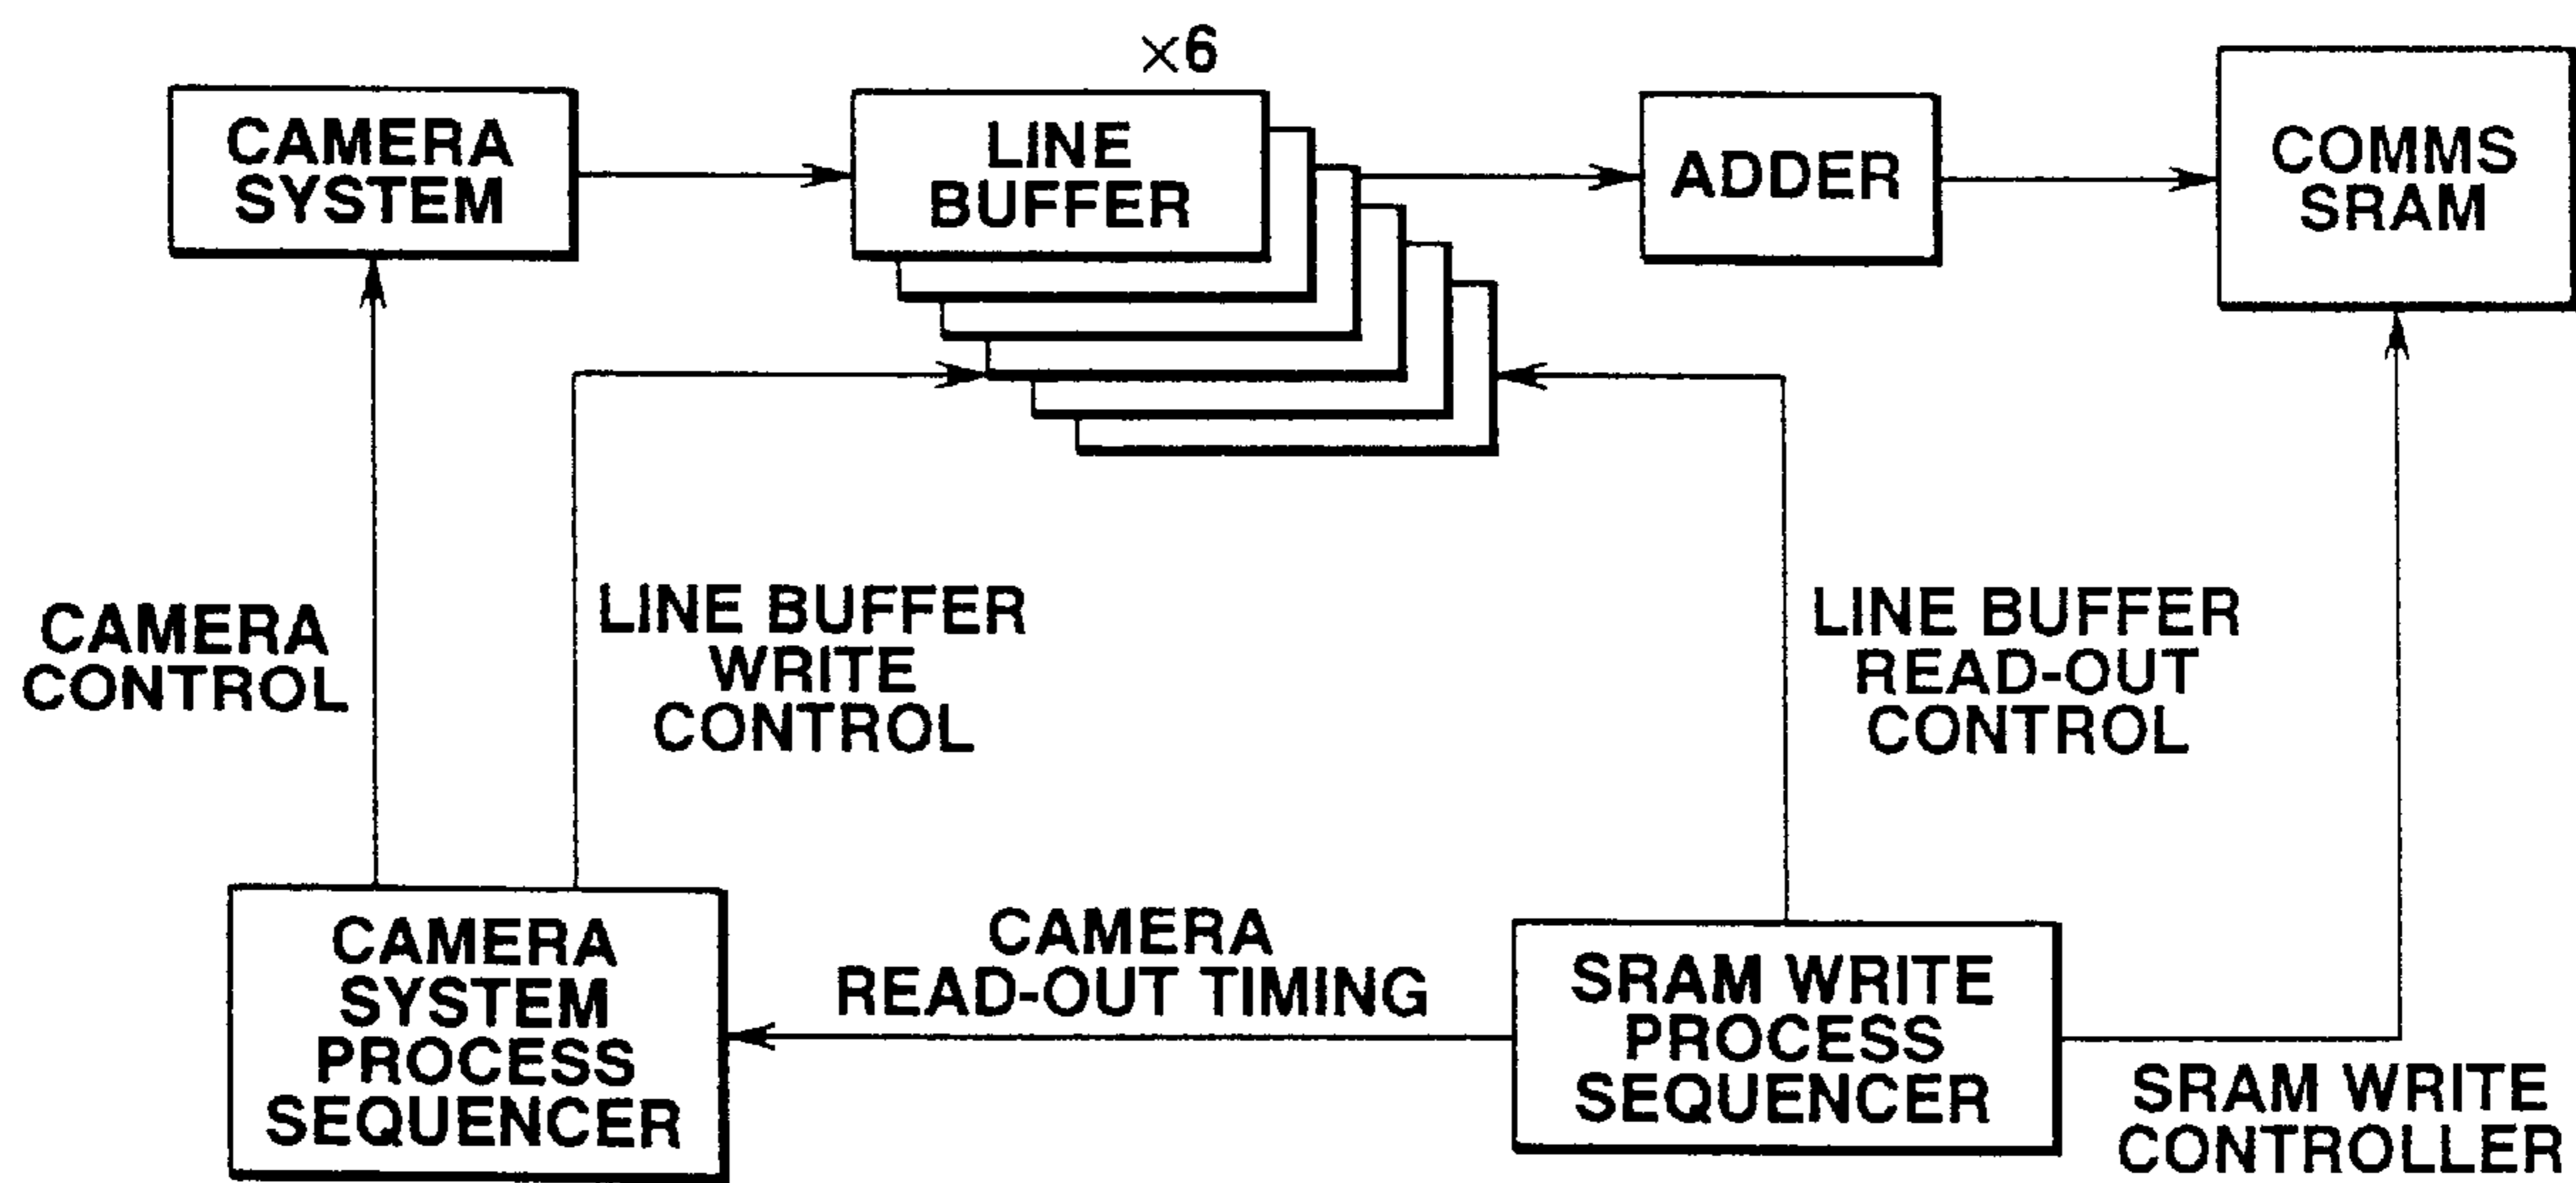 ×6
CAMERA
SYSTEM
LINE
BUFFER
ADDER
COMMS
SRAM
CAMERA
CONTROL
LINE BUFFER
WRITE
CONTROL
LINE BUFFER
READ-OUT
CONTROL
CAMERA
SYSTEM
PROCESS
SEQUENCER
CAMERA
READ-OUT TIMING
SRAM WRITE
PROCESS
SEQUENCER
SRAM WRITE
CONTROLLER